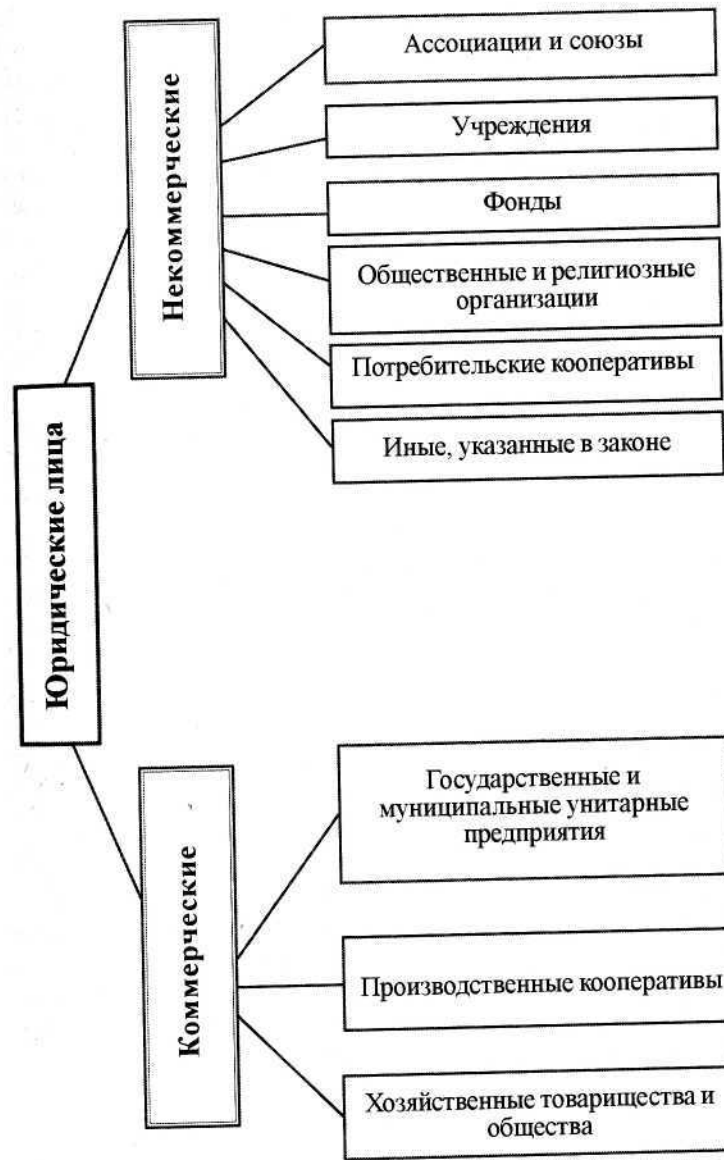 Юридические лица
Некоммерческие
Ассоциации и союзы
Учреждения
Фонды
Общественные и религиозные
организации
Потребительские кооперативы
Иные, указанные в законе
Коммерческие
Государственные и
муниципальные унитарные
предприятия
Производственные кооперативы
Хозяйственные товарищества и
общества